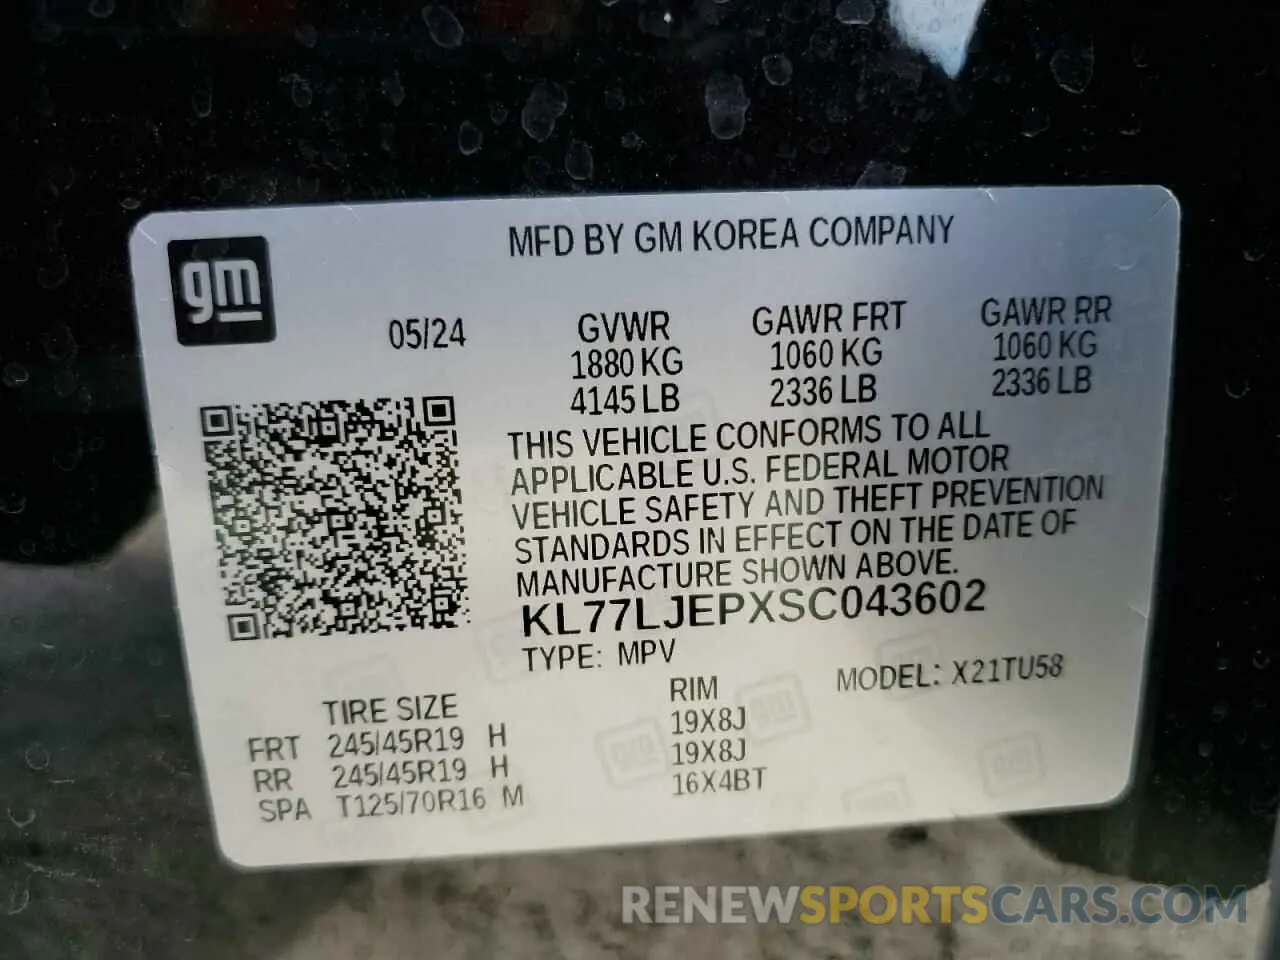 MFD BY GM KOREA COMPANY
gm
05/24
GVWR GAWR FRT GAWR RR
1880 KG 1060 KG 1060 KG
4145 LB 2336 LB 2336 LB
THIS VEHICLE CONFORMS TO ALL
APPLICABLE U.S. FEDERAL MOTOR
VEHICLE SAFETY AND THEFT PREVENTION
STANDARDS IN EFFECT ON THE DATE OF
MANUFACTURE SHOWN ABOVE.
KL77LJEPXSC043602
TYPE: MPV
MODEL: X21TU58
TIRE SIZE RIM
FRT 245/45R19 H 19X8J
RR 245/45R19 H 19X8J
SPA T125/70R16 M 16X4BT
RENEWSPORTSCARS.COM